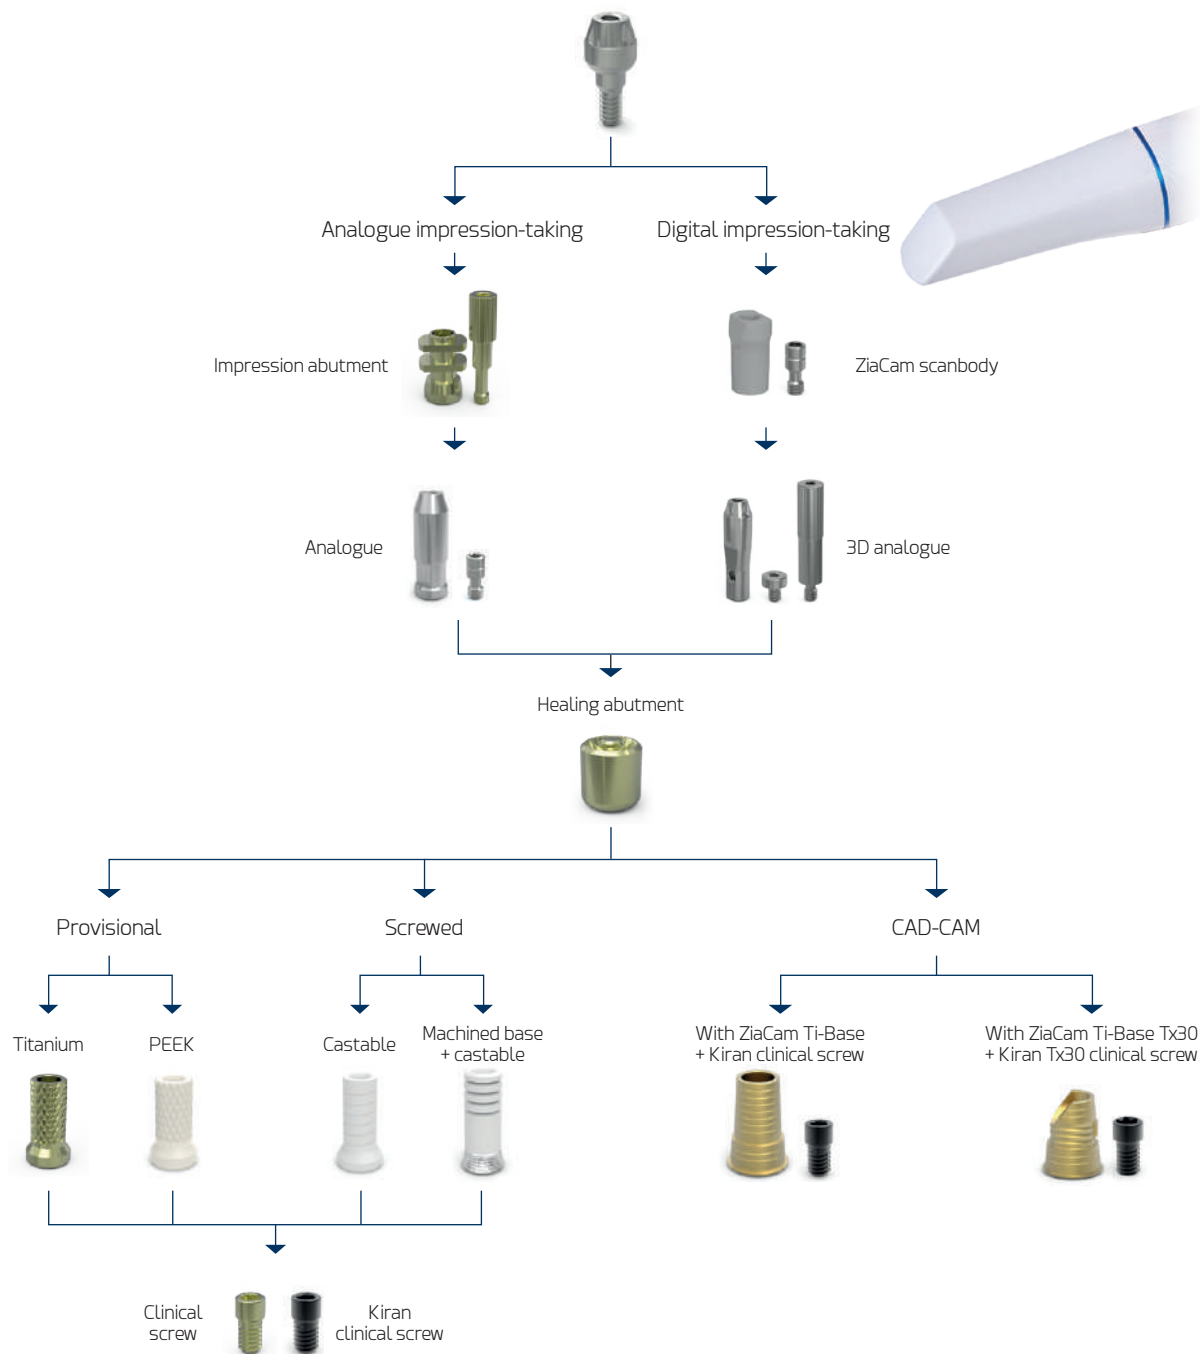 Analogue impression-taking
Digital impression-taking
Impression abutment
ZiaCam scanbody
Analogue
3D analogue
Healing abutment
Provisional
Screwed
CAD-CAM
Titanium
PEEK
Castable
Machined base
+ castable
With ZiaCam Ti-Base
+ Kiran clinical screw
With ZiaCam Ti-Base Tx30
+ Kiran Tx30 clinical screw
Clinical
screw
Kiran
clinical screw